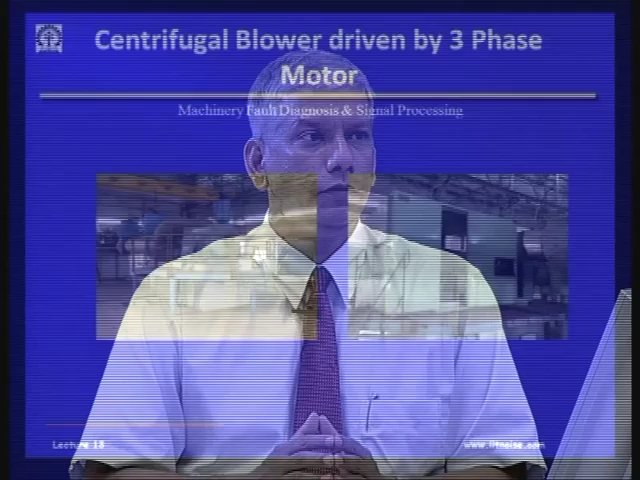 Centrifugal Blower driven by 3 Phase
Motor
Machinery Fault Diagnosis & Signal Processing
Lecture 13
www.iitnoise.com